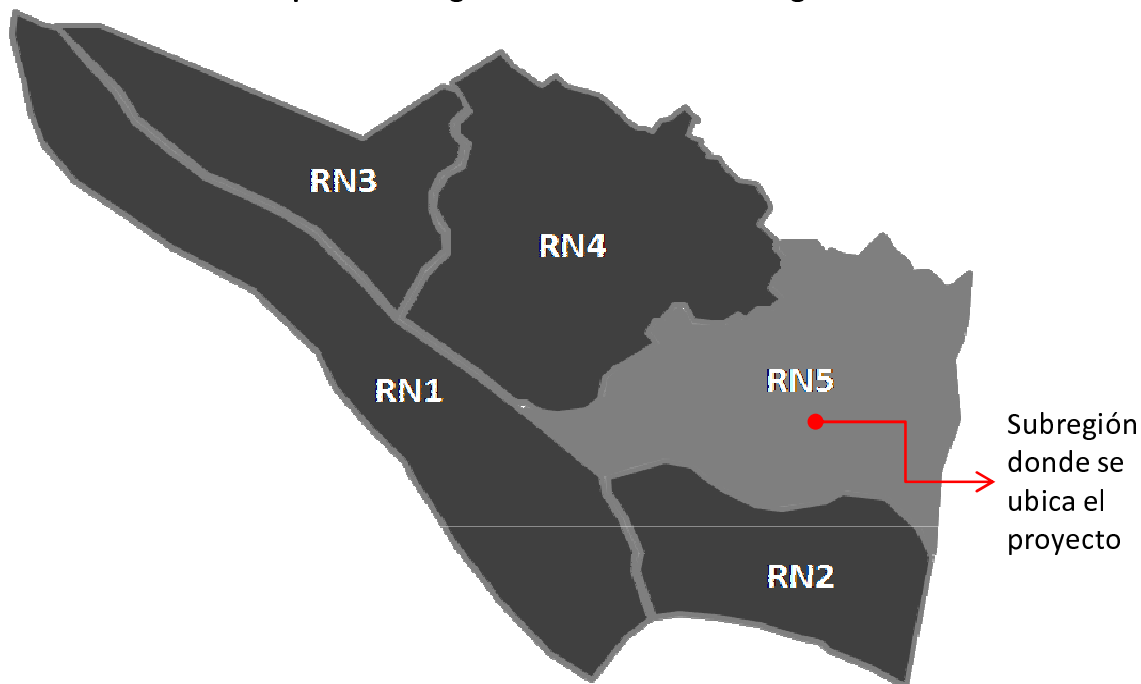 RN3
RN4
RN5
RN1
Subregión
donde se
ubica el
proyecto
RN2